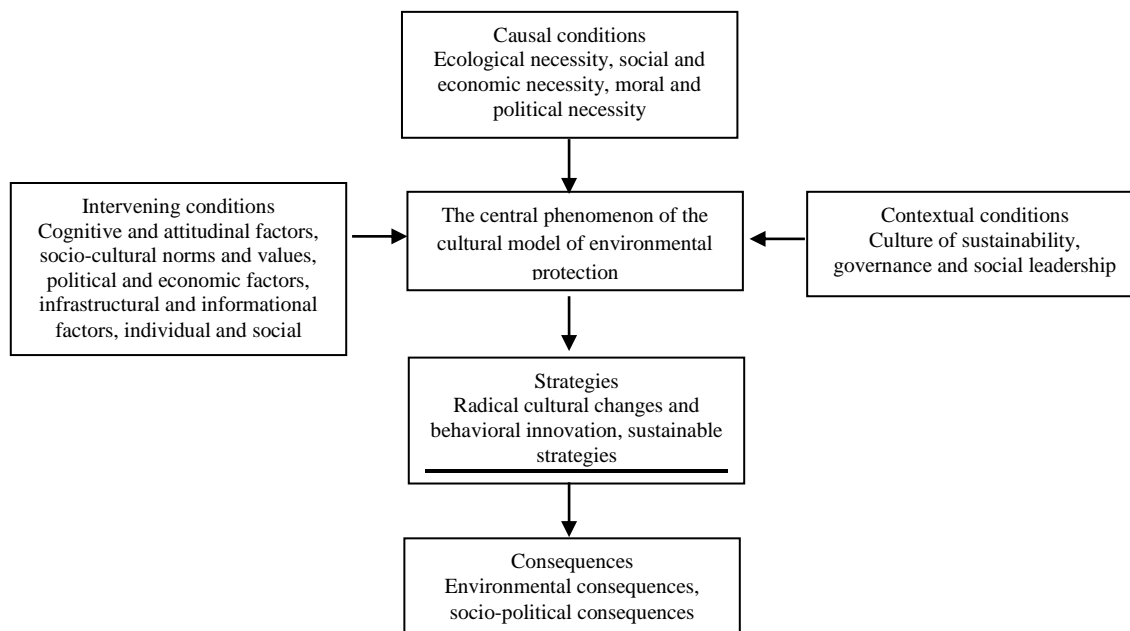 Causal conditions
Ecological necessity, social and
economic necessity, moral and
political necessity
Intervening conditions
Cognitive and attitudinal factors,
socio-cultural norms and values,
political and economic factors,
infrastructural and informational
factors, individual and social
The central phenomenon of the
cultural model of environmental
protection
Contextual conditions
Culture of sustainability,
governance and social leadership
Strategies
Radical cultural changes and
behavioral innovation, sustainable
strategies
Consequences
Environmental consequences,
socio-political consequences